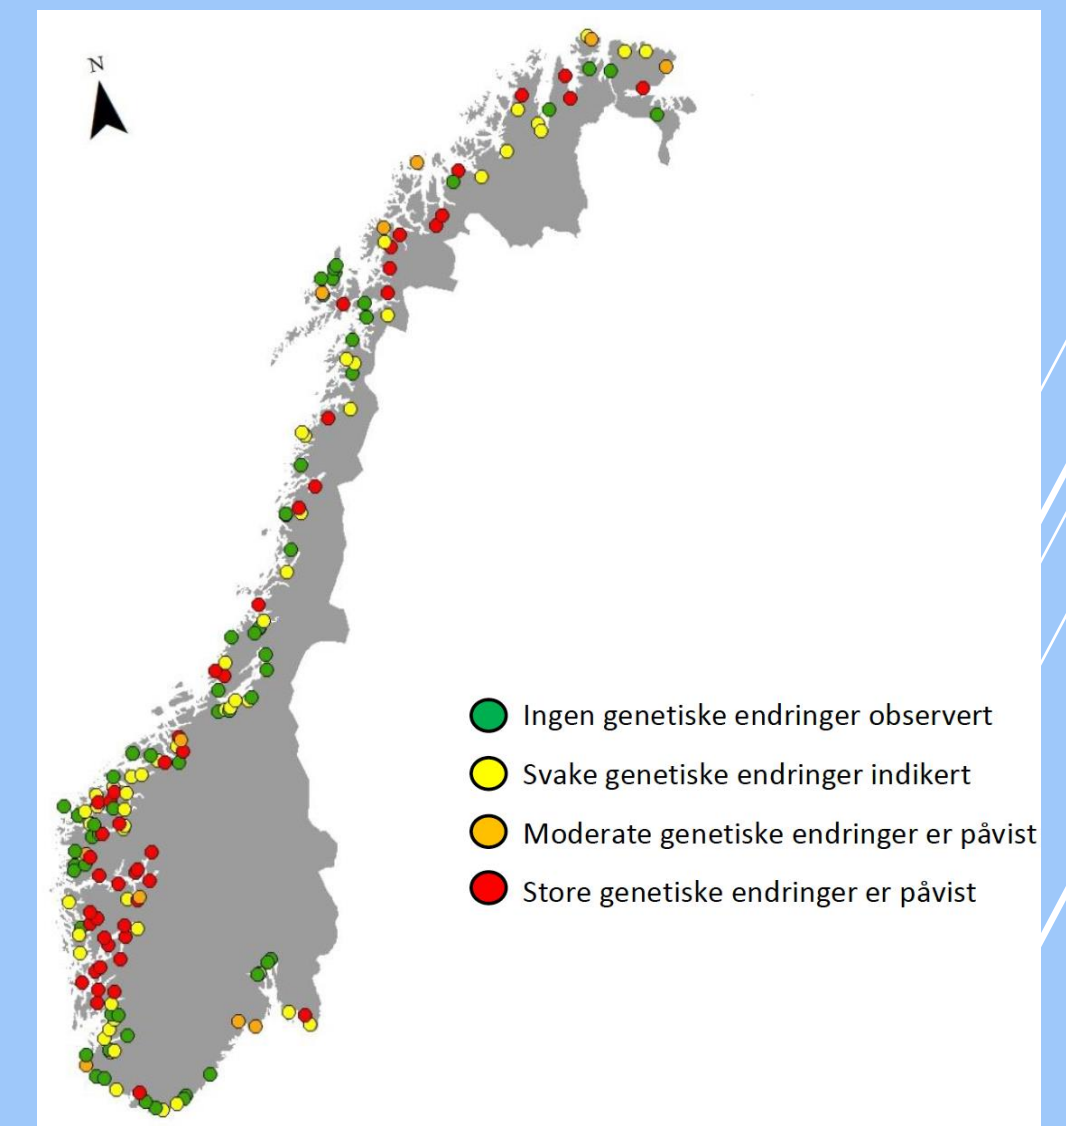 N
Ingen genetiske endringer observert
Svake genetiske endringer indikert
Moderate genetiske endringer er påvist
Store genetiske endringer er påvist